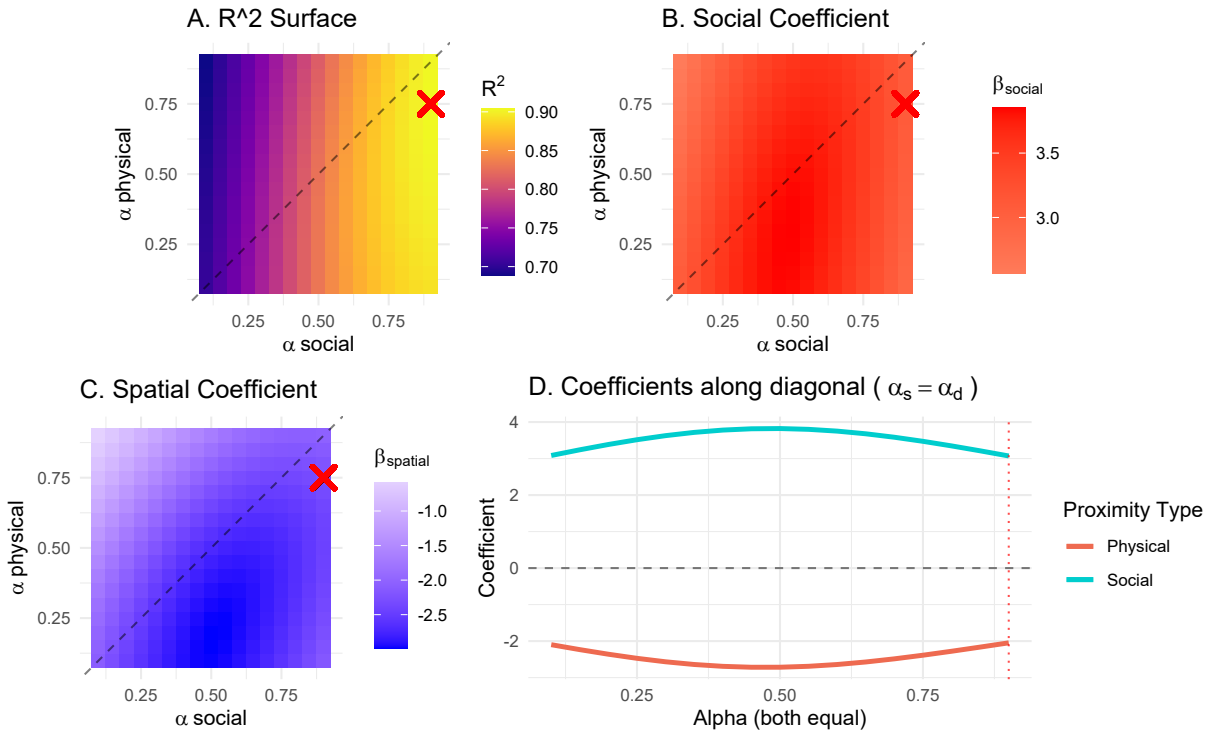 A. R^2 Surface
α physical
0.75
0.50
0.25
0.25
0.50
0.75
α social
R²
0.90
0.85
0.80
0.75
0.70
B. Social Coefficient
α physical
0.75
0.50
0.25
0.25
0.50
0.75
α social
βsocial
3.5
3.0
C. Spatial Coefficient
α physical
0.75
0.50
0.25
0.25
0.50
0.75
α social
βspatial
-1.0
-1.5
-2.0
-2.5
D. Coefficients along diagonal ( αs = αd )
Coefficient
4
2
0
-2
0.25
0.50
0.75
Alpha (both equal)
Proximity Type
Physical
Social